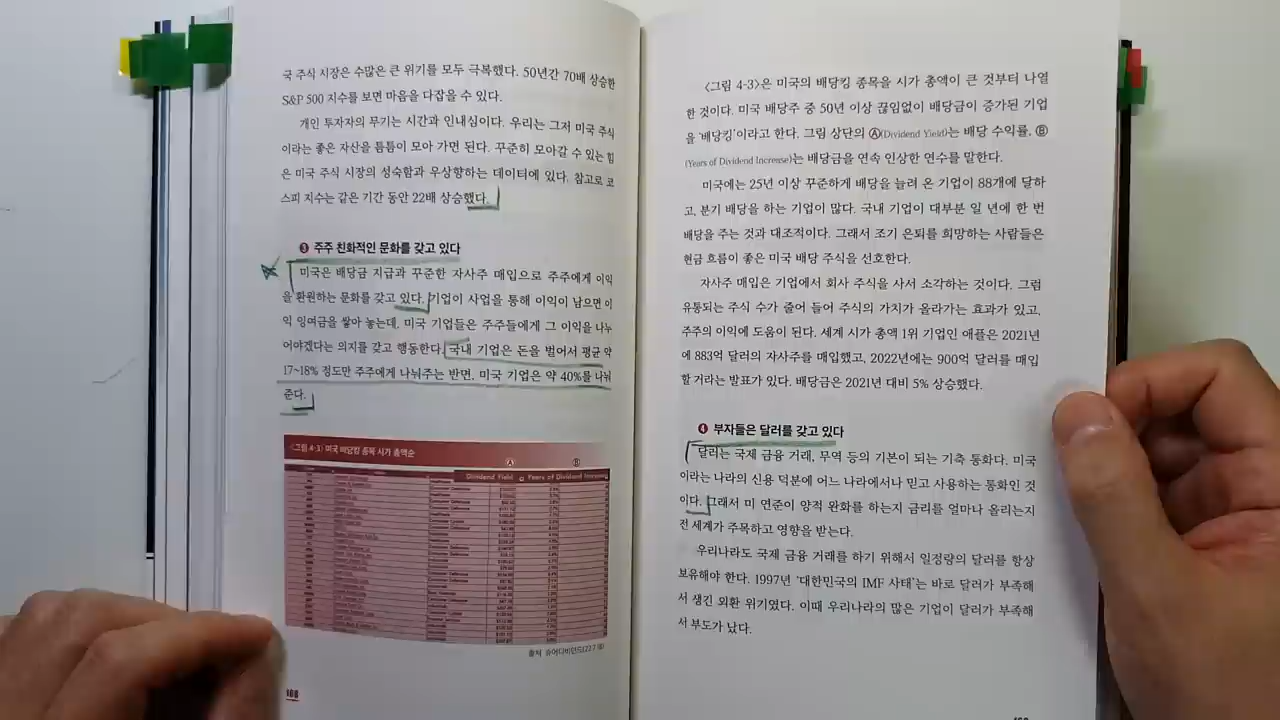 국 주식 시장은 수많은 큰 위기를 모두 극복했다. 50년간 70배 상승한
S&P 500 지수를 보면 마음을 다잡을 수 있다.
개인 투자자의 무기는 시간과 인내심이다. 우리는 그저 미국 주식
이라는 좋은 자산을 틈틈이 모아 가면 된다. 꾸준히 모아갈 수 있는 힘
은 미국 주식 시장의 성숙함과 우상향하는 데이터에 있다. 참고로 코
스피 지수는 같은 기간 동안 22배 상승했다.
❸ 주주 친화적인 문화를 갖고 있다
미국은 배당금 지급과 꾸준한 자사주 매입으로 주주에게 이익
을 환원하는 문화를 갖고 있다. 기업이 사업을 통해 이익이 남으면 이
익 잉여금을 쌓아 놓는데, 미국 기업들은 주주들에게 그 이익을 나누
어야겠다는 의지를 갖고 행동한다. 국내 기업은 돈을 벌어서 평균 약
17~18% 정도만 주주에게 나눠주는 반면, 미국 기업은 약 40%를 나눠
준다.
〈그림 4-3〉 미국 배당킹 종목 시가 총액순
Ⓐ Ⓑ
Dividend Yield Years of Dividend Increase
168
〈그림 4-3〉은 미국의 배당킹 종목을 시가 총액이 큰 것부터 나열
한 것이다. 미국 배당주 중 50년 이상 끊임없이 배당금이 증가된 기업
을 '배당킹'이라고 한다. 그림 상단의 Ⓐ(Dividend Yield)는 배당 수익률, Ⓑ
(Years of Dividend Increase)는 배당금을 연속 인상한 연수를 말한다.
미국에는 25년 이상 꾸준하게 배당을 늘려 온 기업이 88개에 달하
고, 분기 배당을 하는 기업이 많다. 국내 기업이 대부분 일 년에 한 번
배당을 주는 것과 대조적이다. 그래서 조기 은퇴를 희망하는 사람들은
현금 흐름이 좋은 미국 배당 주식을 선호한다.
자사주 매입은 기업에서 회사 주식을 사서 소각하는 것이다. 그럼
유통되는 주식 수가 줄어 들어 주식의 가치가 올라가는 효과가 있고,
주주의 이익에 도움이 된다. 세계 시가 총액 1위 기업인 애플은 2021년
에 883억 달러의 자사주를 매입했고, 2022년에는 900억 달러를 매입
할 거라는 발표가 있다. 배당금은 2021년 대비 5% 상승했다.
❹ 부자들은 달러를 갖고 있다
달러는 국제 금융 거래, 무역 등의 기본이 되는 기축 통화다. 미국
이라는 나라의 신용 덕분에 어느 나라에서나 믿고 사용하는 통화인 것
이다. 그래서 미 연준이 양적 완화를 하는지 금리를 얼마나 올리는지
전 세계가 주목하고 영향을 받는다.
우리나라도 국제 금융 거래를 하기 위해서 일정량의 달러를 항상
보유해야 한다. 1997년 '대한민국의 IMF 사태'는 바로 달러가 부족해
서 생긴 외환 위기였다. 이때 우리나라의 많은 기업이 달러가 부족해
서 부도가 났다.